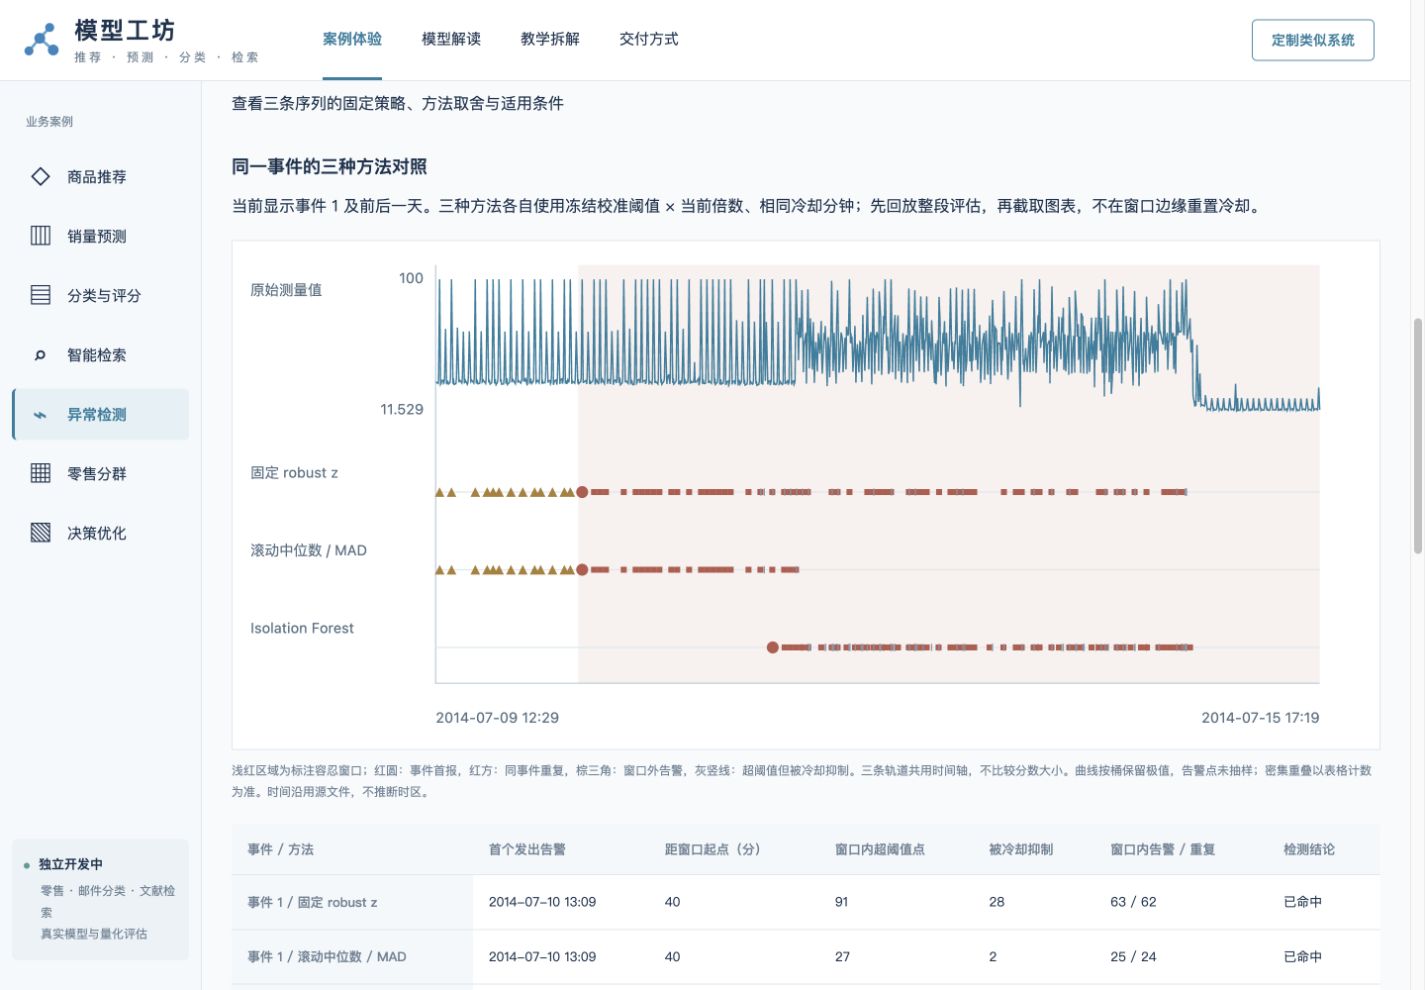 模型工坊
推荐 · 预测 · 分类 · 检索
案例体验
模型解读
教学拆解
交付方式
定制类似系统
业务案例
商品推荐
销量预测
分类与评分
智能检索
异常检测
零售分群
决策优化
独立开发中
零售 · 邮件分类 · 文献检
索
真实模型与量化评估
查看三条序列的固定策略、方法取舍与适用条件
同一事件的三种方法对照
当前显示事件 1 及前后一天。三种方法各自使用冻结校准阈值 × 当前倍数、相同冷却分钟；先回放整段评估，再截取图表，不在窗口边缘重置冷却。
原始测量值
100
11.529
固定 robust z
滚动中位数 / MAD
Isolation Forest
2014-07-09 12:29
2014-07-15 17:19
浅红区域为标注容忍窗口；红圆：事件首报，红方：同事件重复，棕三角：窗口外告警，灰竖线：超阈值但被冷却抑制。三条轨道共用时间轴，不比较分数大小。曲线按桶保留极值，告警点未抽样；密集重叠以表格计数
为准。时间沿用源文件，不推断时区。
事件 / 方法 首个发出告警 距窗口起点（分） 窗口内超阈值点 被冷却抑制 窗口内告警 / 重复 检测结论
事件 1 / 固定 robust z 2014-07-10 13:09 40 91 28 63 / 62 已命中
事件 1 / 滚动中位数 / MAD 2014-07-10 13:09 40 27 2 25 / 24 已命中